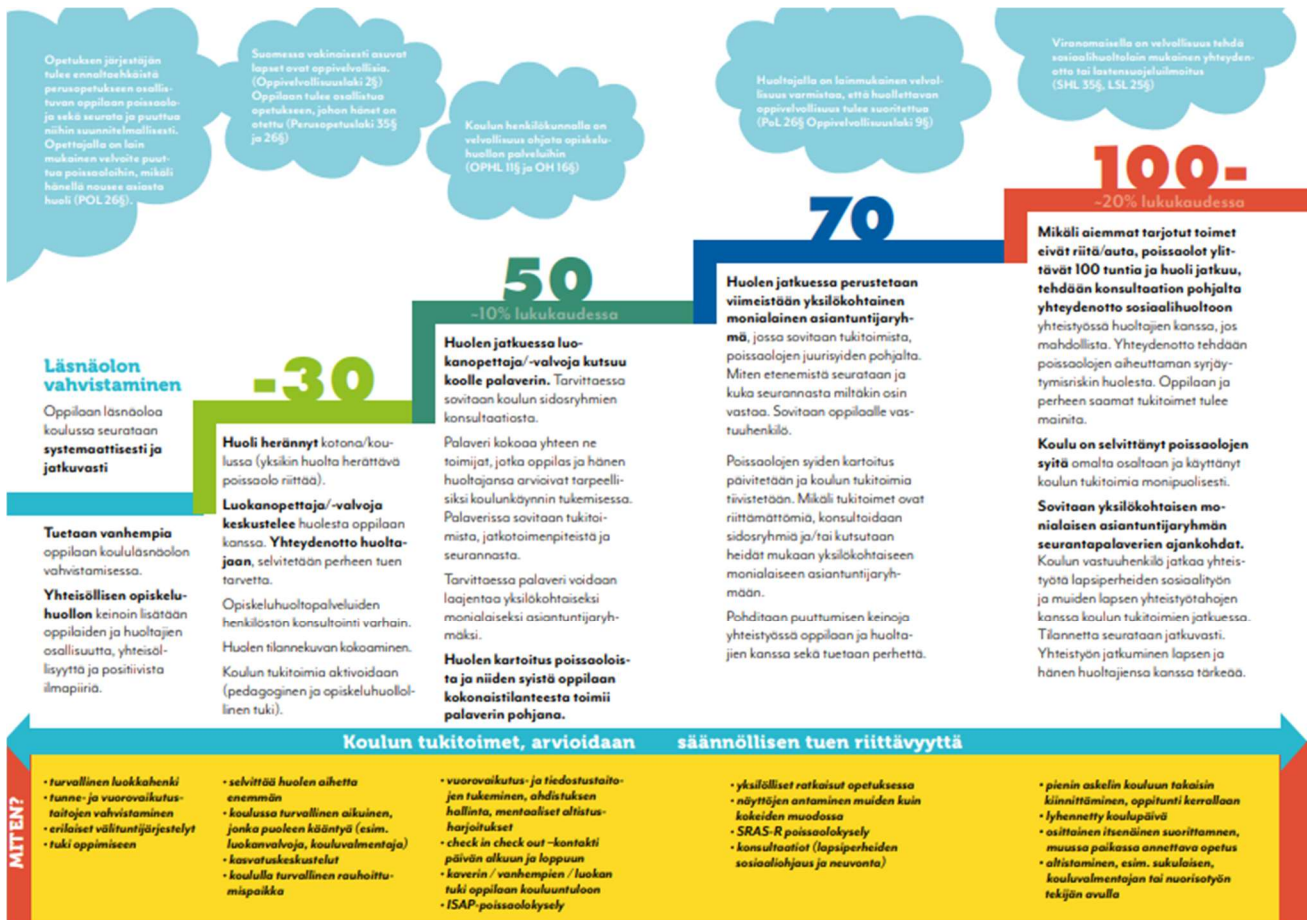 Opetuksen järjestäjän
tulee ennaltaehkäistä
perusopetukseen osallis-
tuvan oppilaan poissaolo-
ja sekä seurata ja puuttua
niihin suunnitelmallisesti.
Opettajalla on lain
mukainen velvoite puut-
tua poissaoloihin, mikäli
hänellä nousee asiasta
huoli (POL 26§).
Suomessa vakinaisesti asuvat
lapset ovat oppivelvollisia.
(Oppivelvollisuuslaki 2§)
Oppilaan tulee osallistua
opetukseen, johon hänet on
otettu (Perusopetuslaki 35§
ja 26§)
Koulun henkilökunnalla on
velvollisuus ohjata opiskelu-
huollon palveluihin
(OPHL 11§ ja OH 16§)
Huoltajalla on lainmukainen velvol-
lisuus varmistaa, että huollettavan
oppivelvollisuus tulee suoritettua
(PoL 26§ Oppivelvollisuuslaki 9§)
Viranomaisella on velvollisuus tehdä
sosiaalihuoltolain mukainen yhteyden-
otto tai lastensuojeluilmoitus
(SHL 35§, LSL 25§)
Läsnäolon
vahvistaminen
Oppilaan läsnäoloa
koulussa seurataan
systemaattisesti ja
jatkuvasti
Tuetaan vanhempia
oppilaan koululäsnäolon
vahvistamisessa.
Yhteisöllisen opiskelu-
huollon keinoin lisätään
oppilaiden ja huoltajien
osallisuutta, yhteisöl-
lisyyttä ja positiivista
ilmapiiriä.
-30
Huoli herännyt kotona/kou-
lussa (yksikin huolta herättävä
poissaolo riittää).
Luokanopettaja/-valvoja
keskustelee huolesta oppilaan
kanssa. Yhteydenotto huolta-
jaan, selvitetään perheen tuen
tarvetta.
Opiskeluhuoltopalveluiden
henkilöstön konsultointi varhain.
Huolen tilannekuvan kokoaminen.
Koulun tukitoimia aktivoidaan
(pedagoginen ja opiskeluhuollol-
linen tuki).
50
~10% lukukaudessa
Huolen jatkuessa luo-
kanopettaja/-valvoja kutsuu
koolle palaverin. Tarvittaessa
sovitaan koulun sidosryhmien
konsultaatiosta.
Palaveri kokoaa yhteen ne
toimijat, jotka oppilas ja hänen
huoltajansa arvioivat tarpeelli-
siksi koulunkäynnin tukemisessa.
Palaverissa sovitaan tukitoi-
mista, jatkotoimenpiteistä ja
seurannasta.
Tarvittaessa palaveri voidaan
laajentaa yksilökohtaiseksi
monialaiseksi asiantuntijaryh-
mäksi.
Huolen kartoitus poissaolois-
ta ja niiden syistä oppilaan
kokonaistilanteesta toimii
palaverin pohjana.
70
Huolen jatkuessa perustetaan
viimeistään yksilökohtainen
monialainen asiantuntijaryh-
mä, jossa sovitaan tukitoimista,
poissaolojen juurisyiden pohjalta.
Miten etenemistä seurataan ja
kuka seurannasta miltäkin osin
vastaa. Sovitaan oppilaalle vas-
tuuhenkilö.
Poissaolojen syiden kartoitus
päivitetään ja koulun tukitoimia
tiivistetään. Mikäli tukitoimet ovat
riittämättömiä, konsultoidaan
sidosryhmiä ja/tai kutsutaan
heidät mukaan yksilökohtaiseen
monialaiseen asiantuntijaryh-
mään.
Pohditaan puuttumisen keinoja
yhteistyössä oppilaan ja huolta-
jien kanssa sekä tuetaan perhettä.
100-
~20% lukukaudessa
Mikäli aiemmat tarjotut toimet
eivät riitä/auta, poissaolot ylit-
tävät 100 tuntia ja huoli jatkuu,
tehdään konsultaation pohjalta
yhteydenotto sosiaalihuoltoon
yhteistyössä huoltajien kanssa, jos
mahdollista. Yhteydenotto tehdään
poissaolojen aiheuttaman syrjäy-
tymisriskin huolesta. Oppilaan ja
perheen saamat tukitoimet tulee
mainita.
Koulu on selvittänyt poissaolojen
syitä omalta osaltaan ja käyttänyt
koulun tukitoimia monipuolisesti.
Sovitaan yksilökohtaisen mo-
nialaisen asiantuntijaryhmän
seurantapalaverien ajankohdat.
Koulun vastuuhenkilö jatkaa yhteis-
työtä lapsiperheiden sosiaalityön
ja muiden lapsen yhteistyötahojen
kanssa koulun tukitoimien jatkuessa.
Tilannetta seurataan jatkuvasti.
Yhteistyön jatkuminen lapsen ja
hänen huoltajiensa kanssa tärkeää.
Koulun tukitoimet, arvioidaan säännöllisen tuen riittävyyttä
MITEN?
• turvallinen luokkahenki
• tunne- ja vuorovaikutus-
taitojen vahvistaminen
• erilaiset välituntijärjestelyt
• tuki oppimiseen
• selvittää huolen aihetta
enemmän
• koulussa turvallinen aikuinen,
jonka puoleen kääntyä (esim.
luokanvalvoja, kouluvalmentaja)
• kasvatuskeskustelut
• koululla turvallinen rauhoittu-
mispaikka
• vuorovaikutus- ja tiedostustaito-
jen tukeminen, ahdistuksen
hallinta, mentaaliset altistus-
harjoitukset
• check in check out –kontakti
päivän alkuun ja loppuun
• kaverin / vanhempien / luokan
tuki oppilaan kouluuntuloon
• ISAP-poissaolokysely
• yksilölliset ratkaisut opetuksessa
• näyttöjen antaminen muiden kuin
kokeiden muodossa
• SRAS-R poissaolokysely
• konsultaatiot (lapsiperheiden
sosiaaliohjaus ja neuvonta)
• pienin askelin kouluun takaisin
kiinnittäminen, oppitunti kerrallaan
• lyhennetty koulupäivä
• osittainen itsenäinen suorittamnen,
muussa paikassa annettava opetus
• altistaminen, esim. sukulaisen,
kouluvalmentajan tai nuorisotyön
tekijän avulla